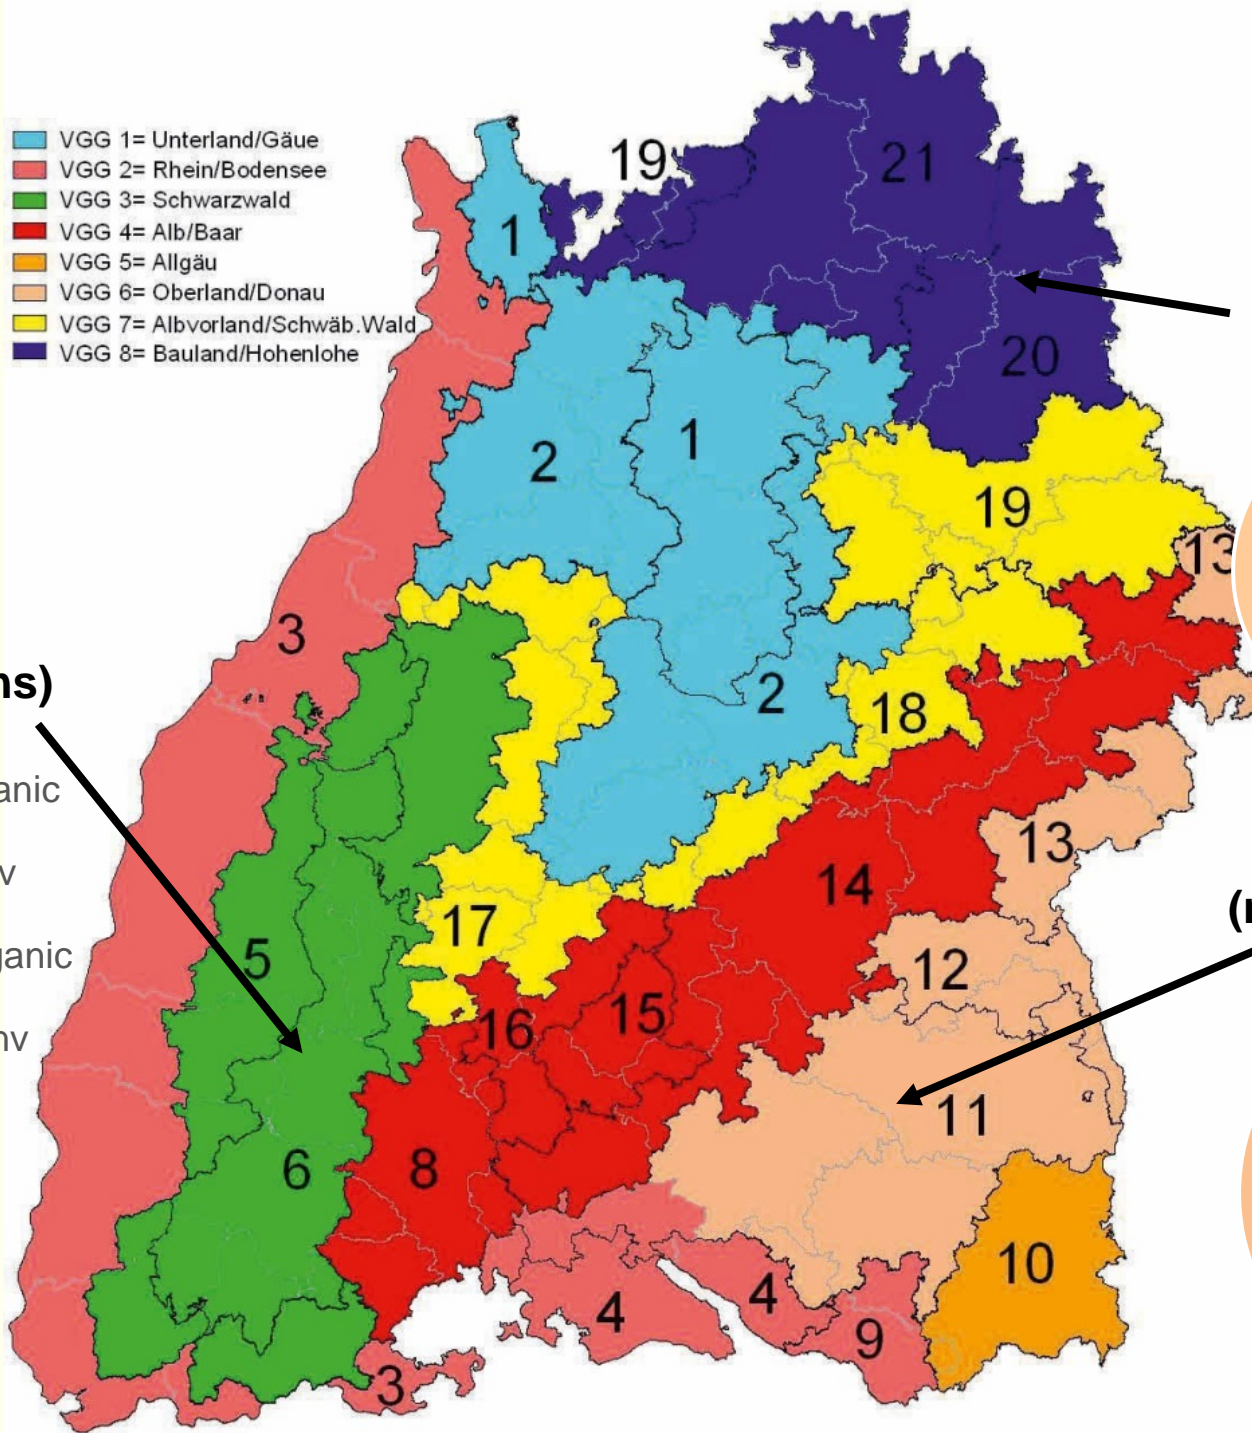 VGG 1= Unterland/Gäue
VGG 2= Rhein/Bodensee
VGG 3= Schwarzwald
VGG 4= Alb/Baar
VGG 5= Allgäu
VGG 6= Oberland/Donau
VGG 7= Albvorland/Schwäb.Wald
VGG 8= Bauland/Hohenlohe
19
21
1
20
2
1
19
13
3
ns)
2
18
anic
13
v
14
17
(r
5
12
ganic
15
16
nv
11
6
8
10
4
4
9
3